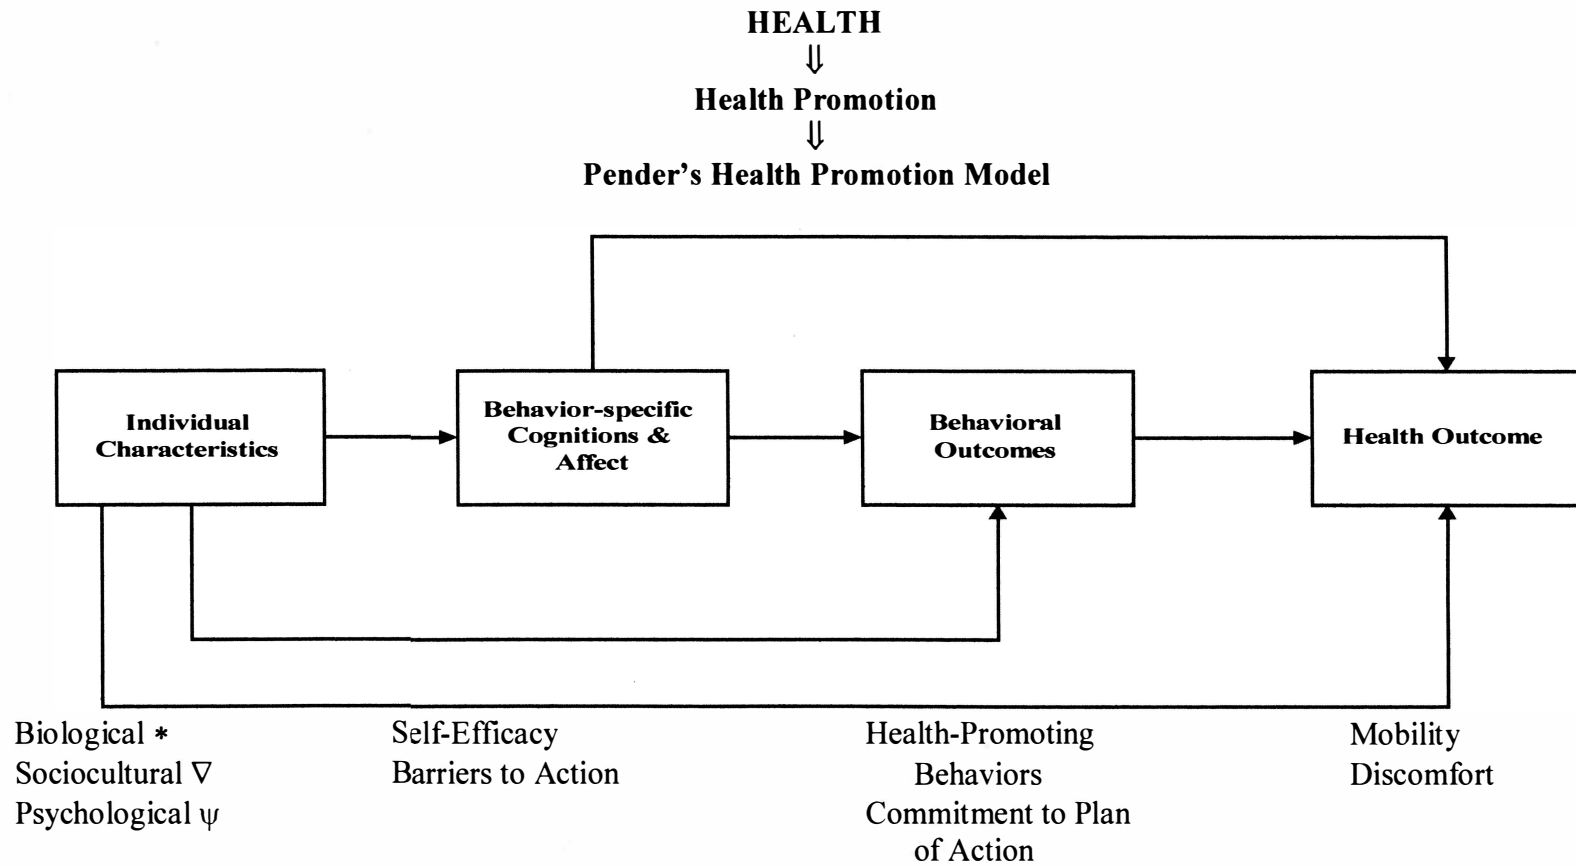 HEALTH
⇓
Health Promotion
⇓
Pender's Health Promotion Model
Individual
Characteristics
Behavior-specific
Cognitions &
Affect
Behavioral
Outcomes
Health Outcome
Biological *
Sociocultural ∇
Psychological ψ
Self-Efficacy
Barriers to Action
Health-Promoting
Behaviors
Commitment to Plan
of Action
Mobility
Discomfort